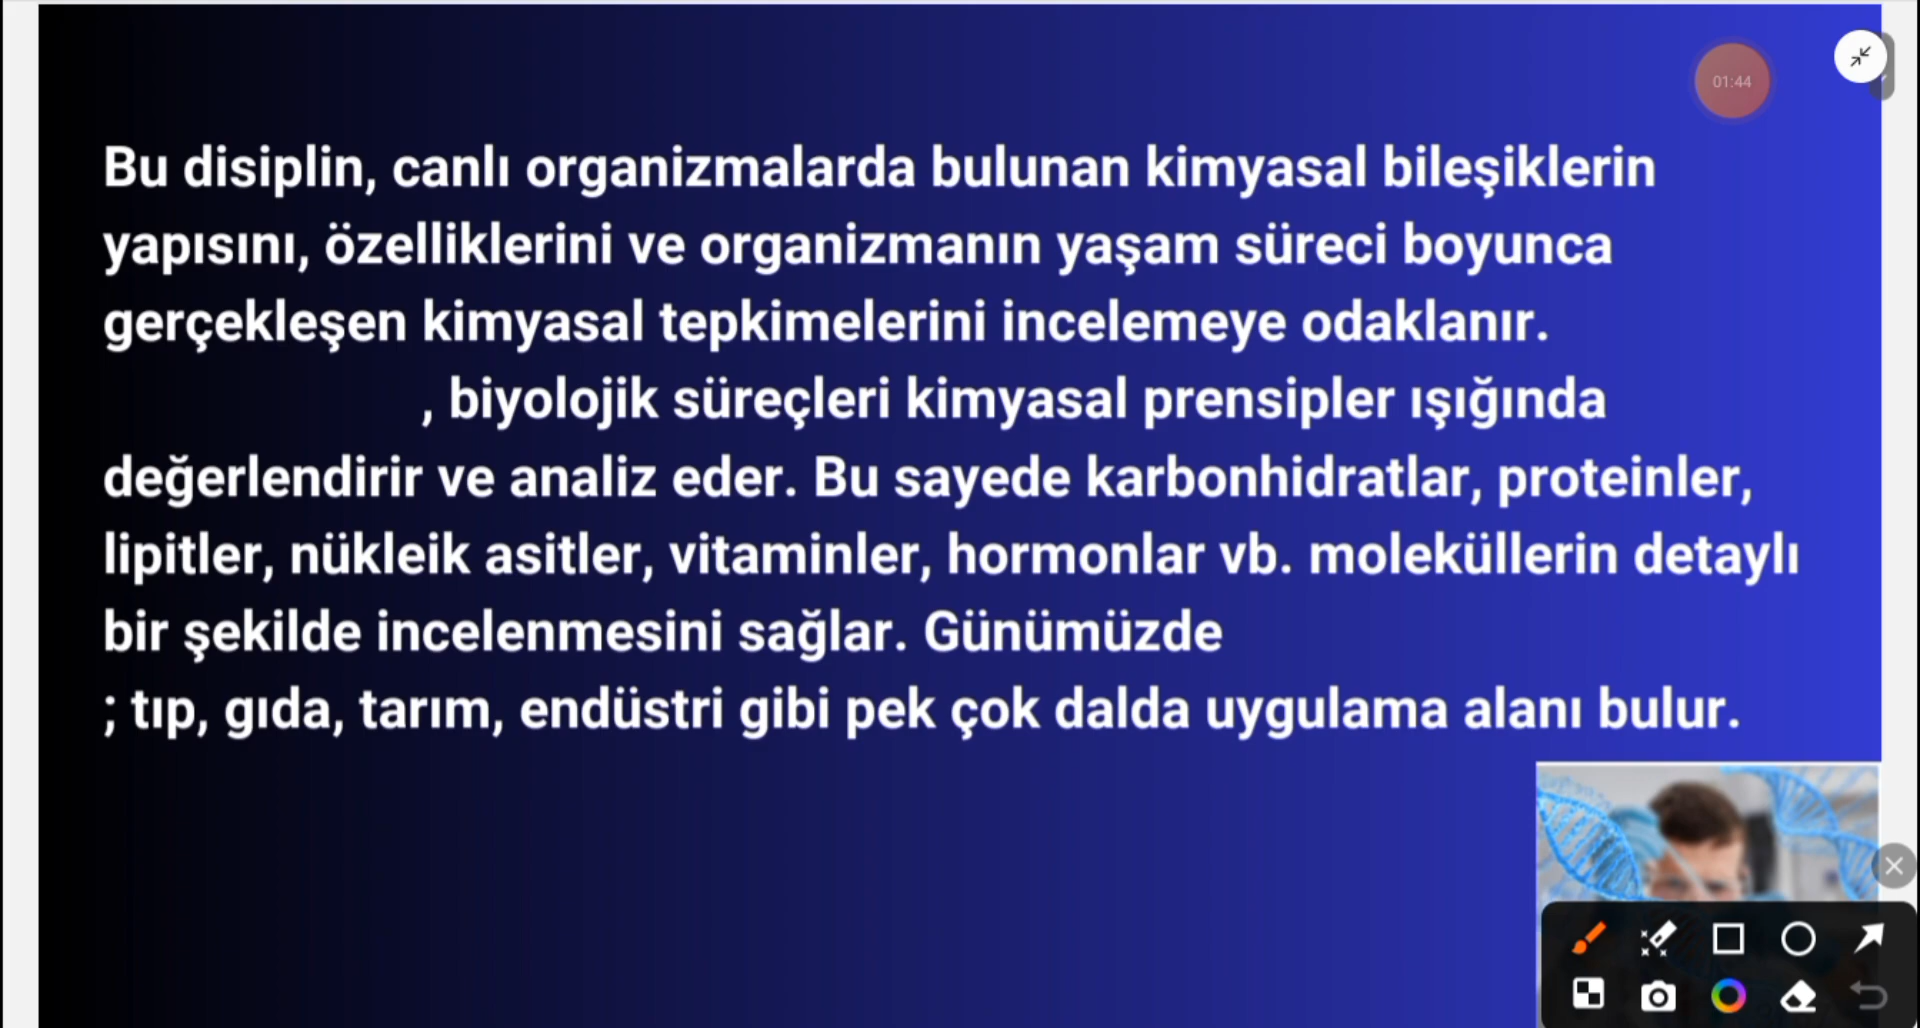 01:44
Bu disiplin, canlı organizmalarda bulunan kimyasal bileşiklerin
yapısını, özelliklerini ve organizmanın yaşam süreci boyunca
gerçekleşen kimyasal tepkimelerini incelemeye odaklanır.
, biyolojik süreçleri kimyasal prensipler ışığında
değerlendirir ve analiz eder. Bu sayede karbonhidratlar, proteinler,
lipitler, nükleik asitler, vitaminler, hormonlar vb. moleküllerin detaylı
bir şekilde incelenmesini sağlar. Günümüzde
; tıp, gıda, tarım, endüstri gibi pek çok dalda uygulama alanı bulur.